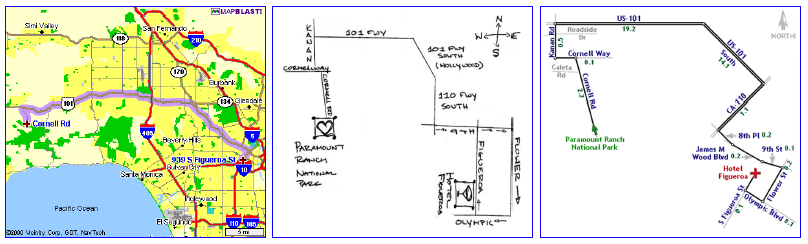 MAPBLAST!
Simi Valley
San Fernando
118
210
170
Burbank
101
134
Glendale
Cornell Rd
405
5
Beverly Hills
939 S Figueroa St
10
Culver City
Santa Monica
Inglewood
Pacific Ocean
El Segundo
110
105
©2000 Vicinity Corp. GDT, NavTech
5 mi
KANAN
101 FWY
N
W E
S
101 FWY
SOUTH
(HOLLYWOOD)
CORNELL WAY
CORNELL RD
110 FWY
SOUTH
PARAMOUNT
RANCH
NATIONAL
PARK
9TH
FIGUEROA
FLOWER
HOTEL
FIGUEROA
OLYMPIC
US-101
19.2
NORTH
Roadside
Dr
Kanan Rd
0.5
Cornell Way
0.1
Caleta
Rd
Cornell Rd
2.2
US-101
South
14.1
Paramount Ranch
National Park
CA-110
1.1
8th Pl 0.2
James M
Wood Blvd
0.2
9th St 0.1
0.2
Hotel
Figueroa
Flower St
S Figueroa St
0.1
Olympic Blvd
0.1